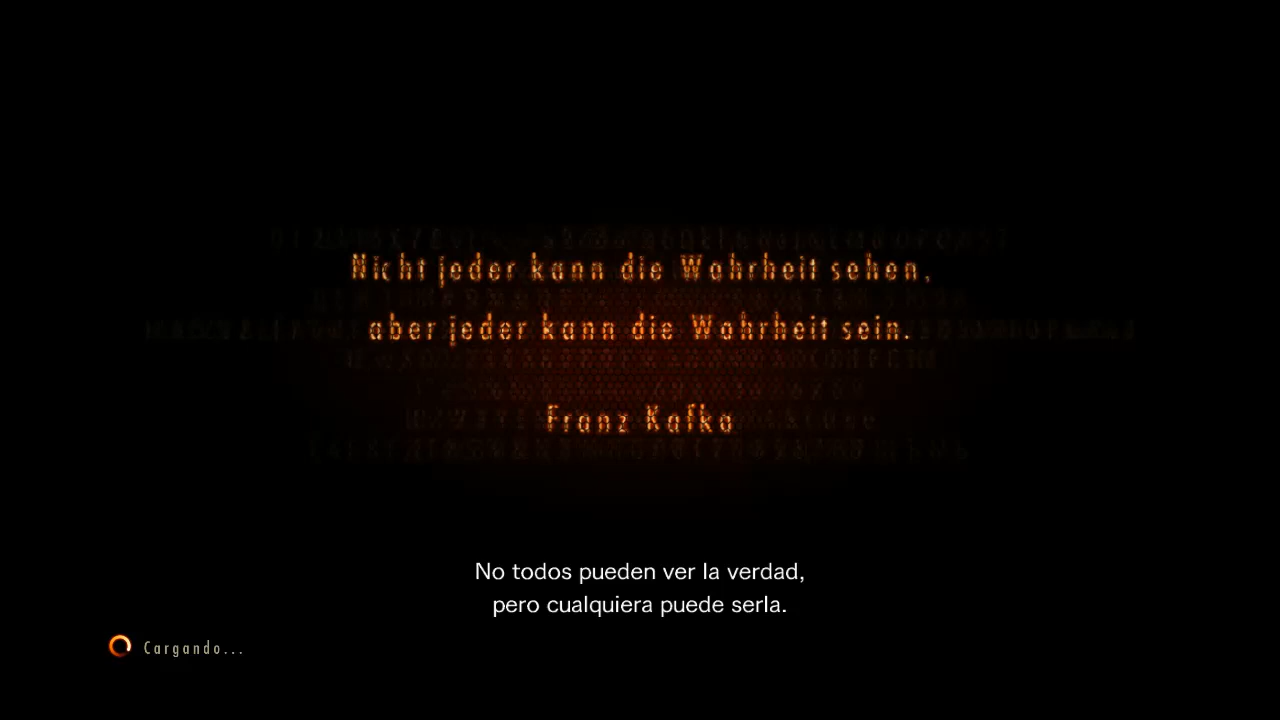 Nicht jeder kann die Wahrheit sehen,
aber jeder kann die Wahrheit sein.
Franz Kafka
No todos pueden ver la verdad,
pero cualquiera puede serla.
Cargando...